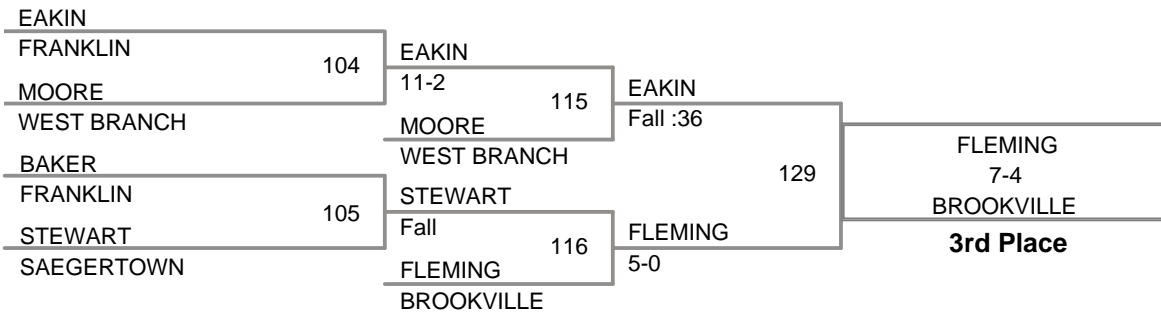 EAKIN
FRANKLIN
104
MOORE
WEST BRANCH
BAKER
FRANKLIN
105
STEWART
SAEGERTOWN
EAKIN
11-2
115
MOORE
WEST BRANCH
STEWART
Fall
116
FLEMING
BROOKVILLE
EAKIN
Fall :36
129
FLEMING
5-0
FLEMING
7-4
BROOKVILLE
3rd Place